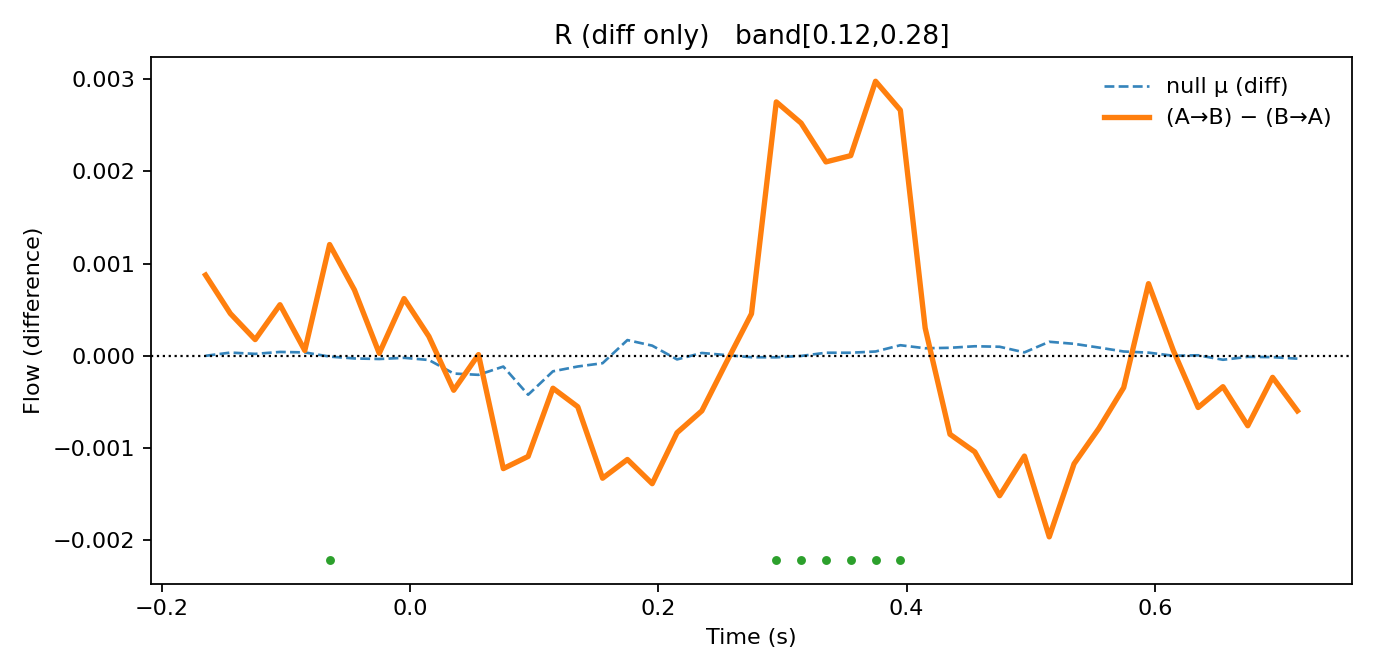 R (diff only)   band[0.12,0.28]
null μ (diff)
(A→B) − (B→A)
Flow (difference)
0.003
0.002
0.001
0.000
−0.001
−0.002
−0.2
0.0
0.2
0.4
0.6
Time (s)